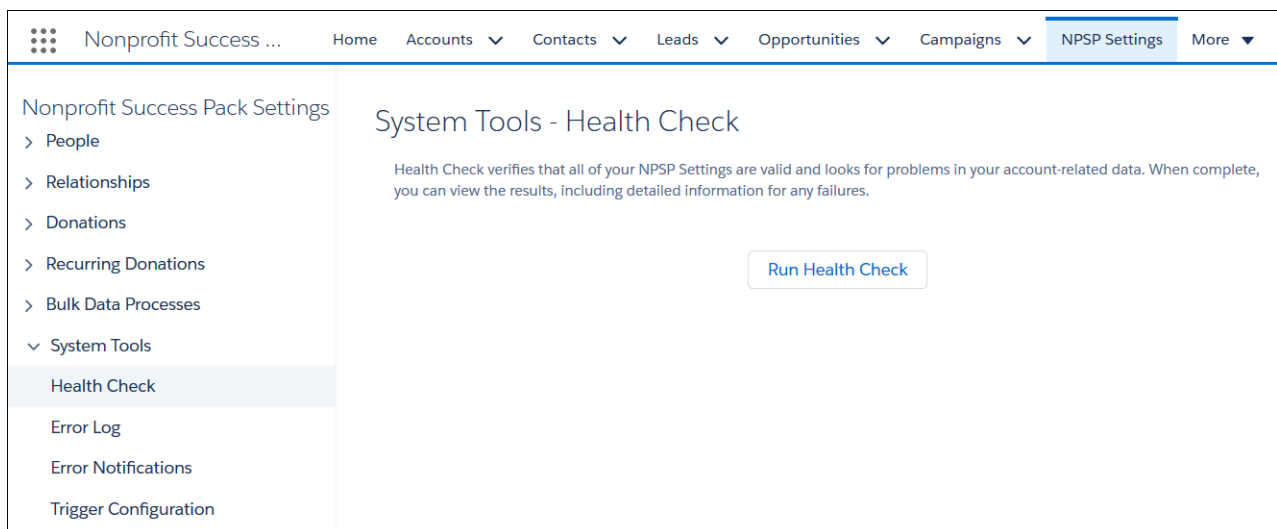 Nonprofit Success ... Home Accounts Contacts Leads Opportunities Campaigns NPSP Settings More
Nonprofit Success Pack Settings
People
Relationships
Donations
Recurring Donations
Bulk Data Processes
System Tools
Health Check
Error Log
Error Notifications
Trigger Configuration
System Tools - Health Check
Health Check verifies that all of your NPSP Settings are valid and looks for problems in your account-related data. When complete,
you can view the results, including detailed information for any failures.
Run Health Check